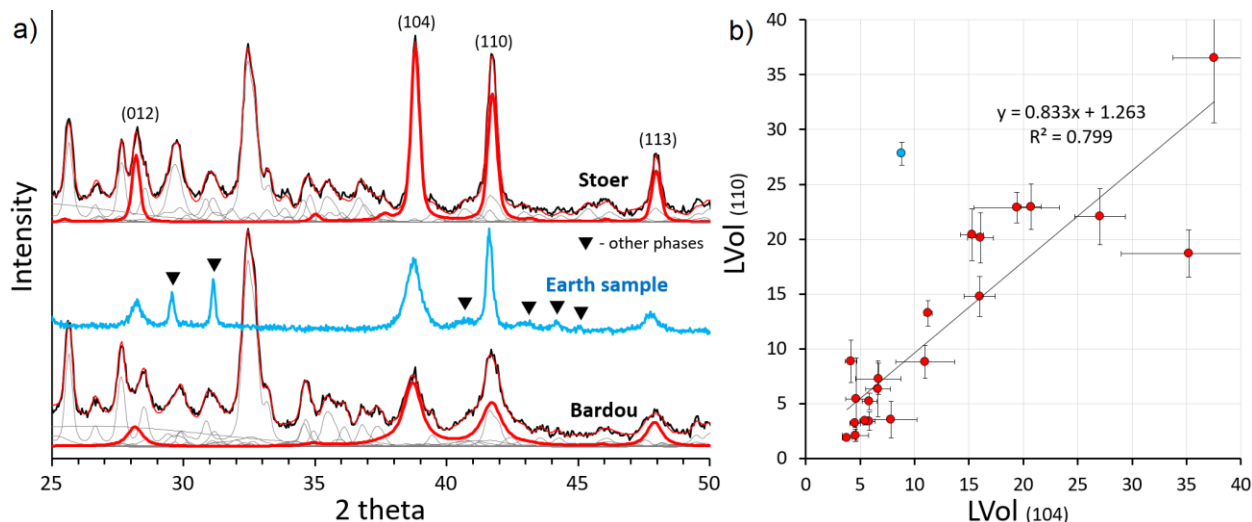 a)
(104)
(110)
(012)
(113)
Stoer
▼ - other phases
Earth sample
Bardou
Intensity
25 30 35 40 45 50
2 theta
b)
40
35
30
25
20
15
10
5
0
y = 0.833x + 1.263
R² = 0.799
LVol (110)
0 5 10 15 20 25 30 35 40
LVol (104)